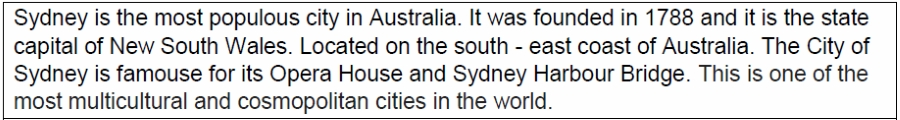 Sydney is the most populous city in Australia. It was founded in 1788 and it is the state
capital of New South Wales. Located on the south - east coast of Australia. The City of
Sydney is famouse for its Opera House and Sydney Harbour Bridge. This is one of the
most multicultural and cosmopolitan cities in the world.